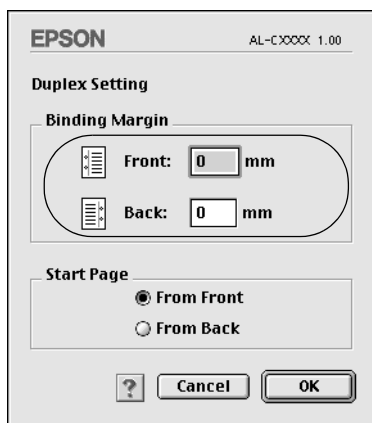 EPSON AL-CXXXX 1.00
Duplex Setting
Binding Margin
Front: 0 mm
Back: 0 mm
Start Page
From Front
From Back
? Cancel OK